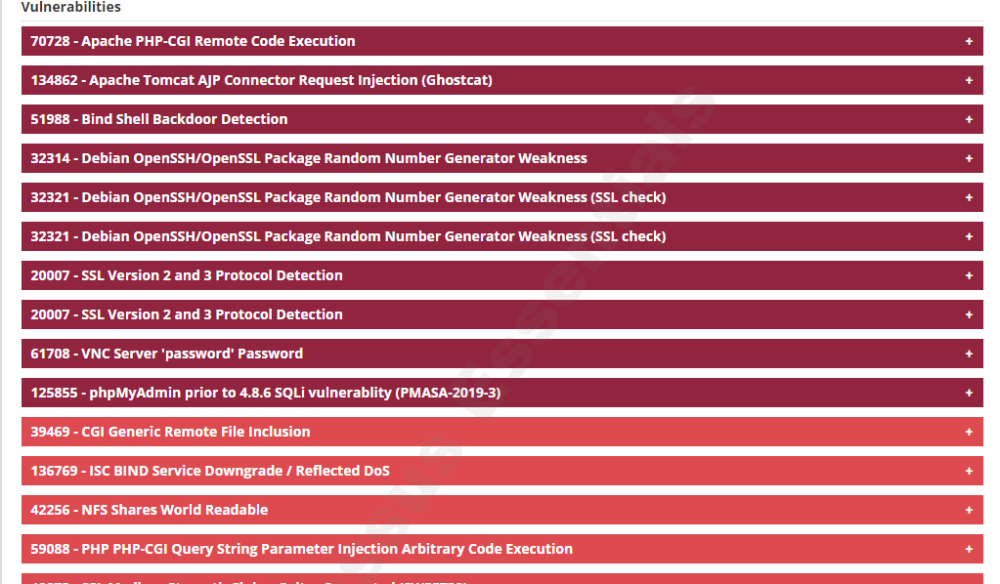 Vulnerabilities
70728 - Apache PHP-CGI Remote Code Execution +
134862 - Apache Tomcat AJP Connector Request Injection (Ghostcat) +
51988 - Bind Shell Backdoor Detection +
32314 - Debian OpenSSH/OpenSSL Package Random Number Generator Weakness +
32321 - Debian OpenSSH/OpenSSL Package Random Number Generator Weakness (SSL check) +
32321 - Debian OpenSSH/OpenSSL Package Random Number Generator Weakness (SSL check) +
20007 - SSL Version 2 and 3 Protocol Detection +
20007 - SSL Version 2 and 3 Protocol Detection +
61708 - VNC Server 'password' Password +
125855 - phpMyAdmin prior to 4.8.6 SQLi vulnerablity (PMASA-2019-3) +
39469 - CGI Generic Remote File Inclusion +
136769 - ISC BIND Service Downgrade / Reflected DoS +
42256 - NFS Shares World Readable +
59088 - PHP PHP-CGI Query String Parameter Injection Arbitrary Code Execution +